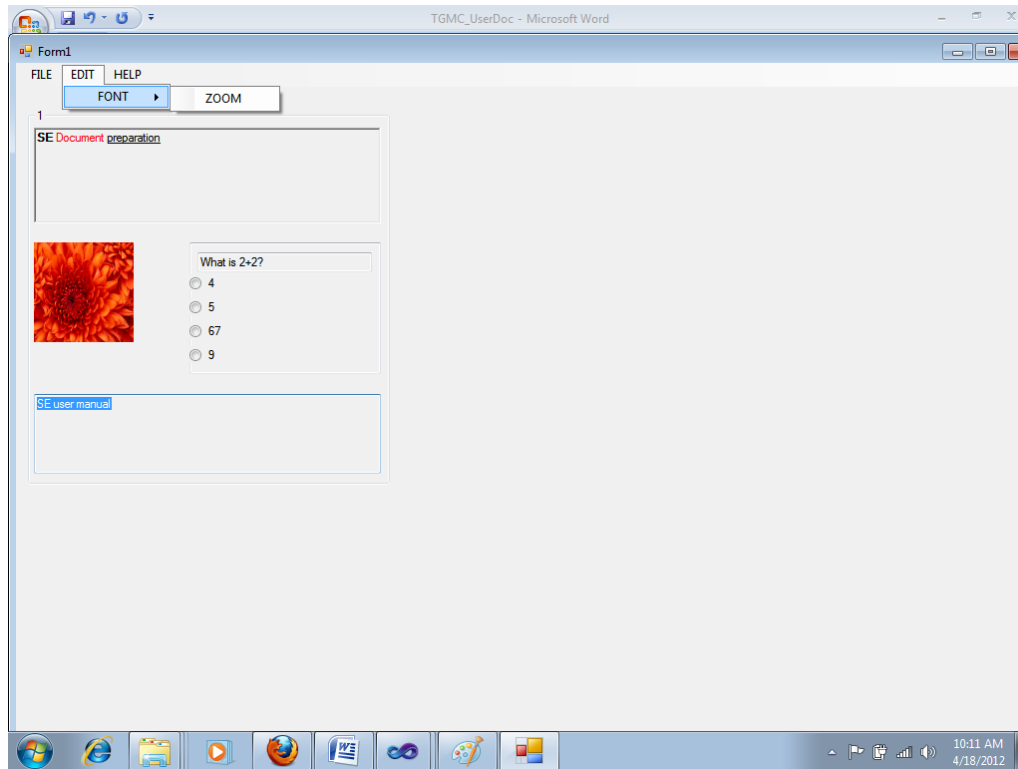 TGMC_UserDoc - Microsoft Word
Form1
FILE EDIT HELP
FONT ZOOM
1
SE Document preparation
What is 2+2?
4
5
67
9
SE user manual
10:11 AM
4/18/2012